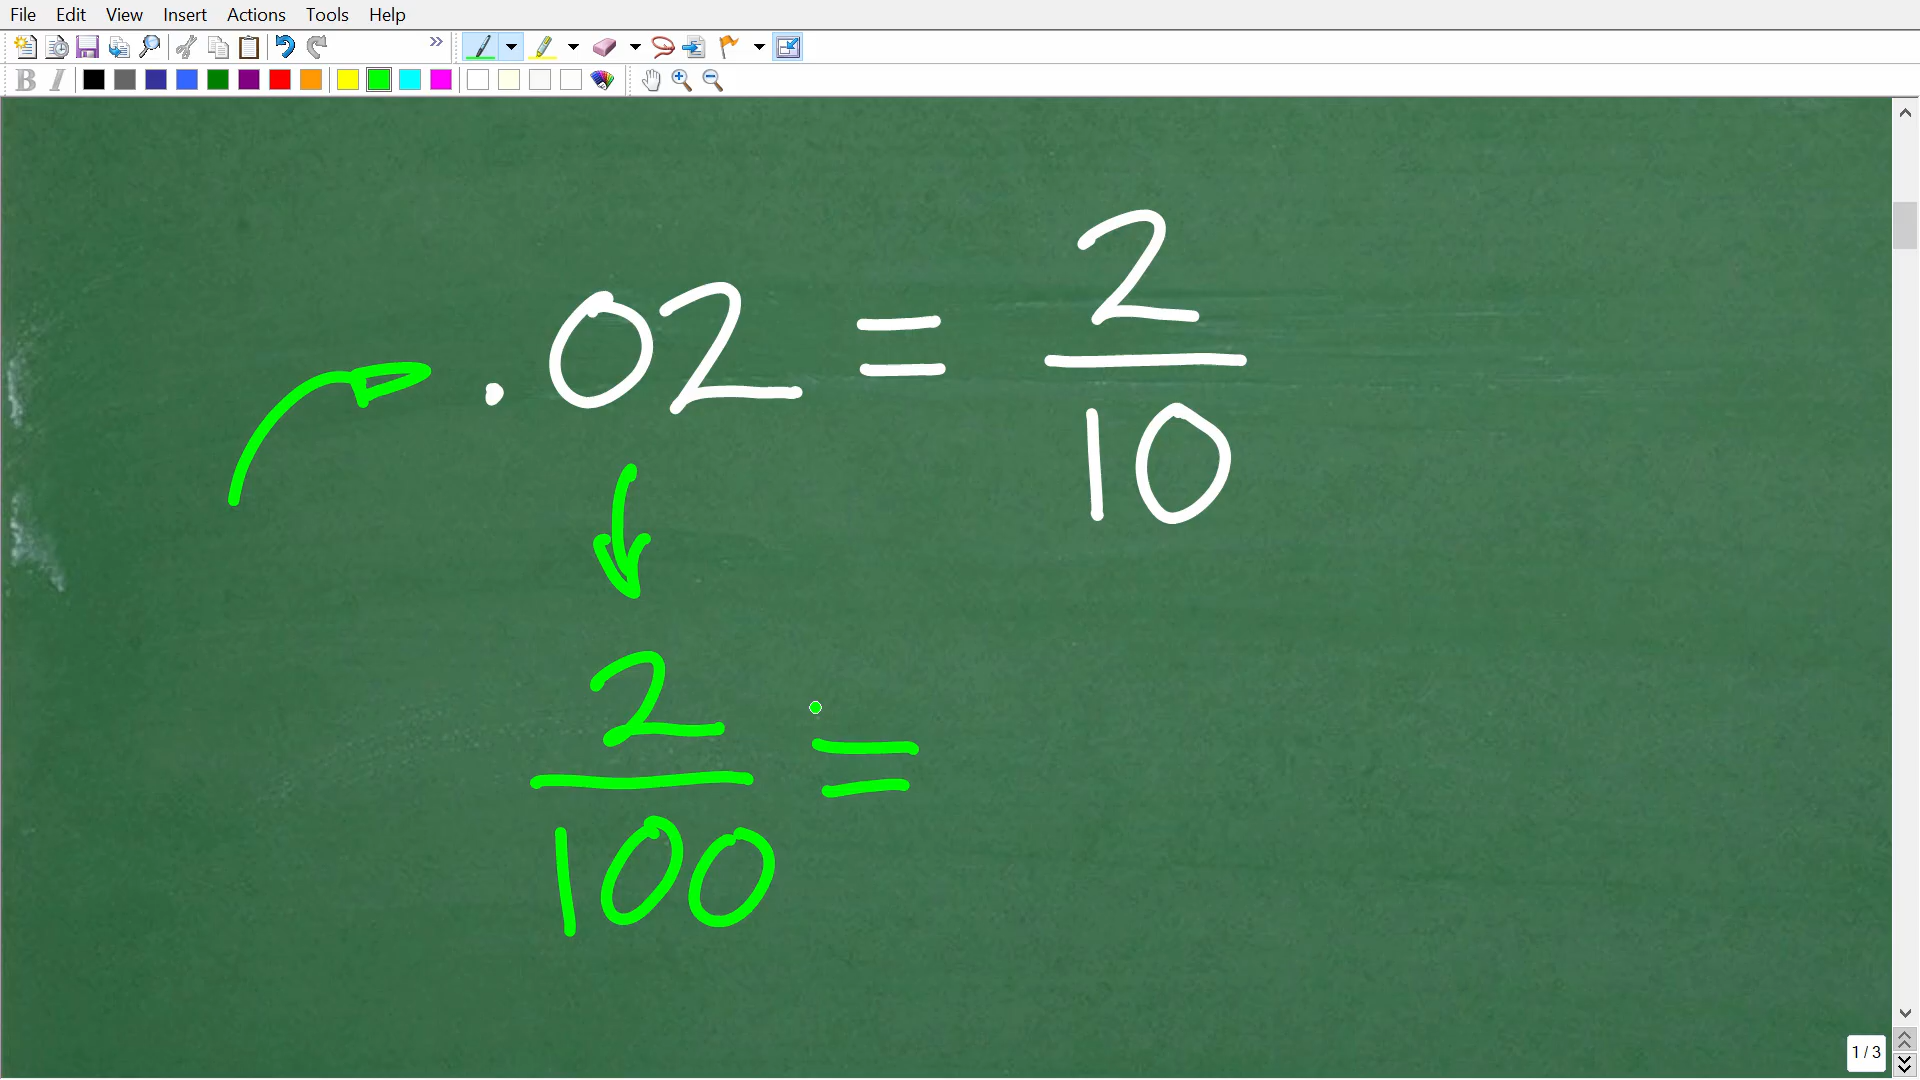 File Edit View Insert Actions Tools Help
B I
.02 = 2/10
2/100 =
1 / 3